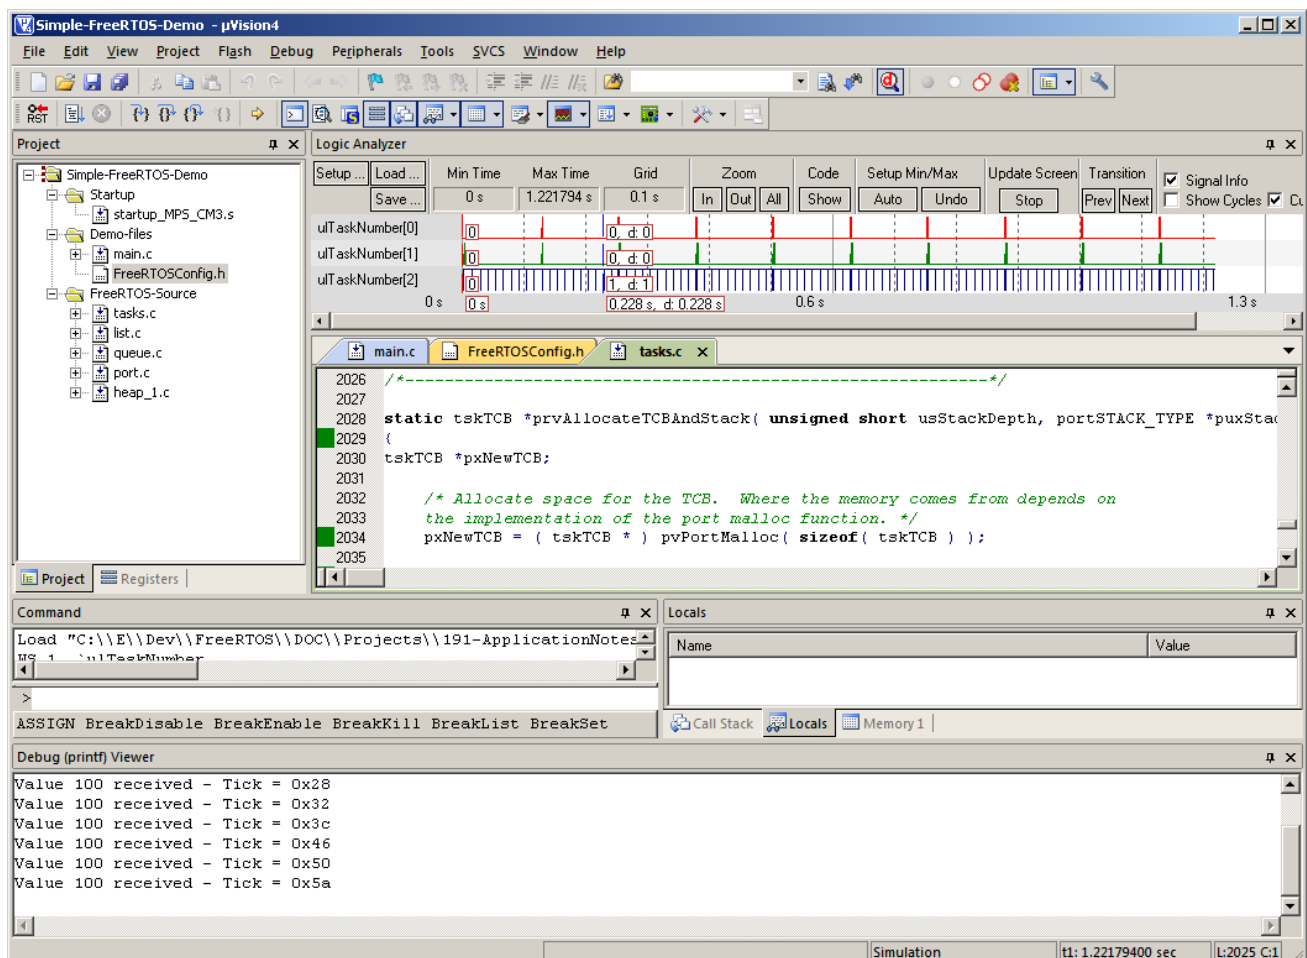 Simple-FreeRTOS-Demo - µVision4
File Edit View Project Flash Debug Peripherals Tools SVCS Window Help
RST
Project
Simple-FreeRTOS-Demo
Startup
startup_MPS_CM3.s
Demo-files
main.c
FreeRTOSConfig.h
FreeRTOS-Source
tasks.c
list.c
queue.c
port.c
heap_1.c
Project Registers
Logic Analyzer
Setup ... Load ... Min Time Max Time Grid Zoom Code Setup Min/Max Update Screen Transition Signal Info
Save ... 0 s 1.221794 s 0.1 s In Out All Show Auto Undo Stop Prev Next Show Cycles
ulTaskNumber[0] 0 0, d: 0
ulTaskNumber[1] 0 0, d: 0
ulTaskNumber[2] 0 1, d: 1
0 s 0 s 0.228 s, d: 0.228 s 0.6 s 1.3 s
main.c FreeRTOSConfig.h tasks.c
2026 /*-----------------------------------------------------------*/
2027
2028 static tskTCB *prvAllocateTCBAndStack( unsigned short usStackDepth, portSTACK_TYPE *puxSta
2029 {
2030 tskTCB *pxNewTCB;
2031
2032 /* Allocate space for the TCB. Where the memory comes from depends on
2033 the implementation of the port malloc function. */
2034 pxNewTCB = ( tskTCB * ) pvPortMalloc( sizeof( tskTCB ) );
2035
Command
Load "C:\\E\\Dev\\FreeRTOS\\DOC\\Projects\\191-ApplicationNotes
WS 1, `ulTaskNumber
>
ASSIGN BreakDisable BreakEnable BreakKill BreakList BreakSet
Locals
Name Value
Call Stack Locals Memory 1
Debug (printf) Viewer
Value 100 received - Tick = 0x28
Value 100 received - Tick = 0x32
Value 100 received - Tick = 0x3c
Value 100 received - Tick = 0x46
Value 100 received - Tick = 0x50
Value 100 received - Tick = 0x5a
Simulation t1: 1.22179400 sec L:2025 C:1